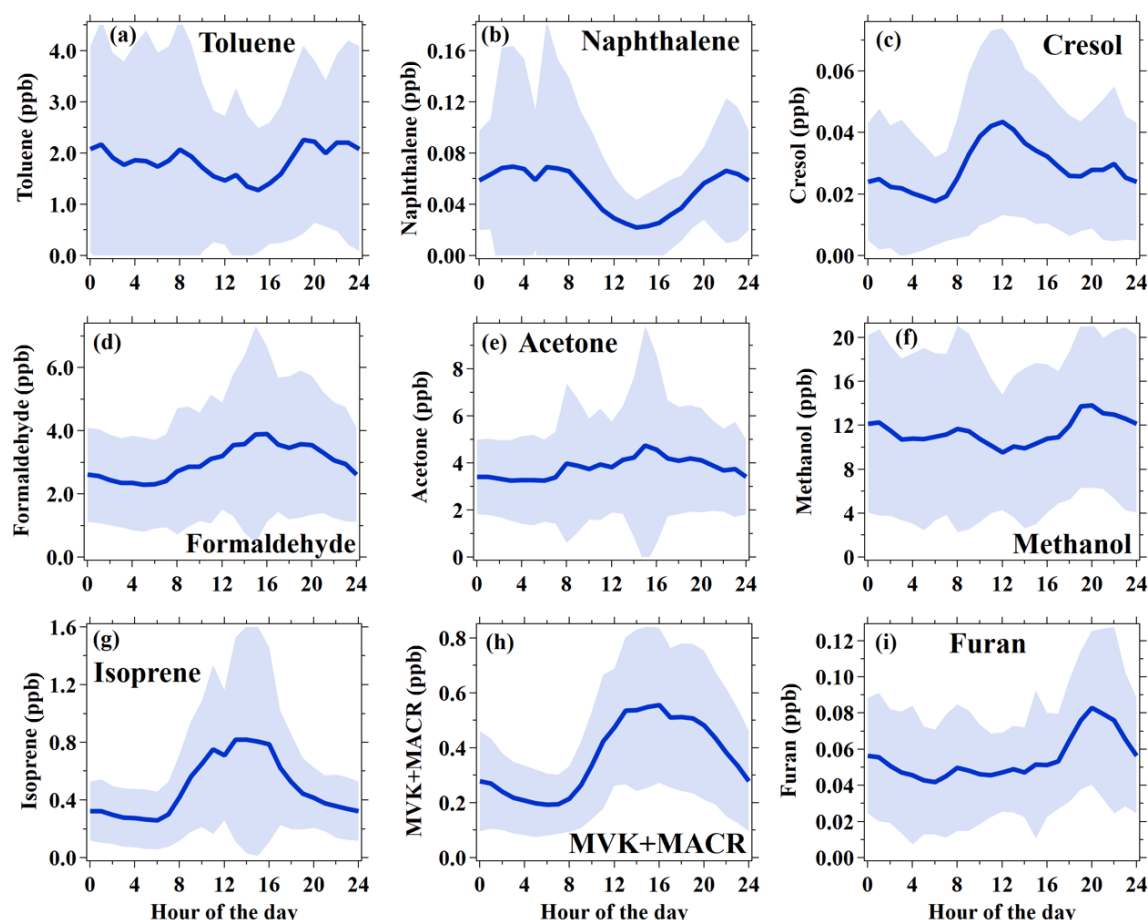 (a) Toluene
Toluene (ppb)
4.0
3.0
2.0
1.0
0.0
0 4 8 12 16 20 24
(b) Naphthalene
Naphthalene (ppb)
0.16
0.12
0.08
0.04
0.00
0 4 8 12 16 20 24
(c) Cresol
Cresol (ppb)
0.06
0.04
0.02
0.00
0 4 8 12 16 20 24
(d)
Formaldehyde (ppb)
6.0
4.0
2.0
0.0
Formaldehyde
0 4 8 12 16 20 24
(e) Acetone
Acetone (ppb)
8
6
4
2
0
0 4 8 12 16 20 24
(f)
Methanol (ppb)
20
16
12
8
4
0
Methanol
0 4 8 12 16 20 24
(g)
Isoprene
Isoprene (ppb)
1.6
1.2
0.8
0.4
0.0
0 4 8 12 16 20 24
Hour of the day
(h)
MVK+MACR (ppb)
0.8
0.6
0.4
0.2
0.0
MVK+MACR
0 4 8 12 16 20 24
Hour of the day
(i) Furan
Furan (ppb)
0.12
0.10
0.08
0.06
0.04
0.02
0.00
0 4 8 12 16 20 24
Hour of the day